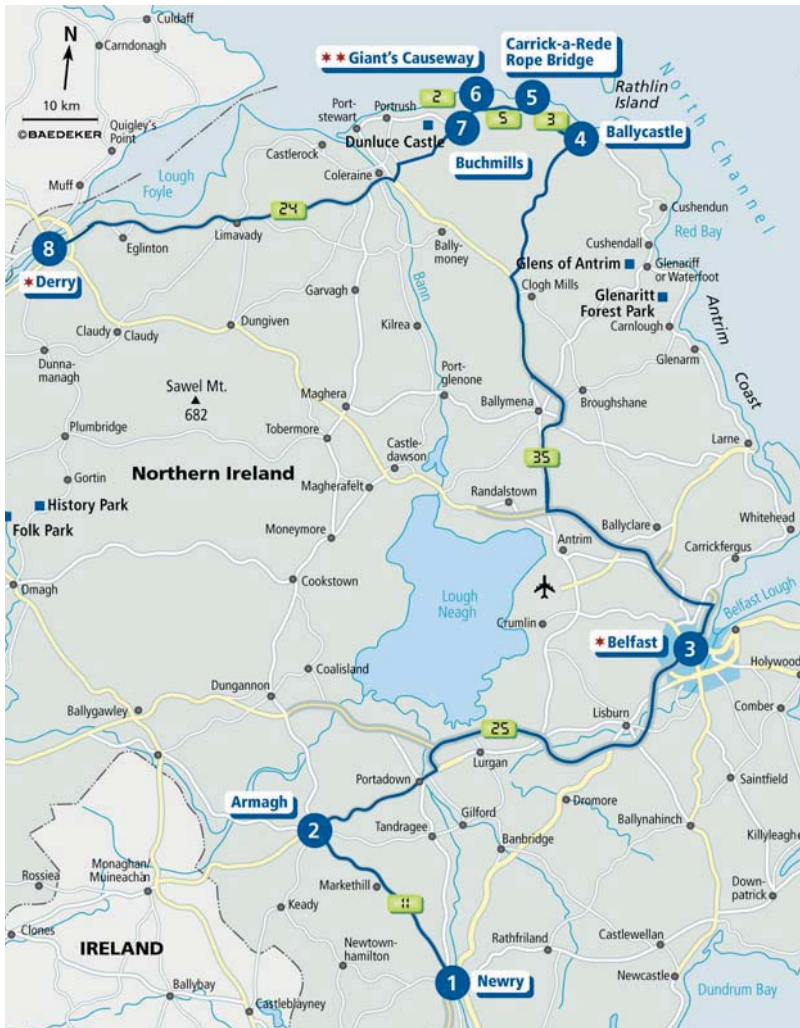 Culdaff
Carndonagh
N
10 km
©BAEDEKER
Quigley's
Point
Muff
Lough
Foyle
** Giant's Causeway
Carrick-a-Rede
Rope Bridge
Rathlin
Island
North Channel
6
5
2
7
5
3
4
Ballycastle
Port-
stewart
Portrush
Dunluce Castle
Buchmills
Castlerock
Coleraine
24
8
* Derry
Eglinton
Limavady
Bally-
money
Bann
Cushendun
Red Bay
Cushendall
Glens of Antrim
Glenariff
or Waterfoot
Glenaritt
Forest Park
Carnlough
Antrim
Coast
Glenarm
Clogh Mills
Garvagh
Kilrea
Claudy
Claudy
Dungiven
Dunna-
managh
Sawel Mt.
682
Port-
glenone
Maghera
Ballymena
Broughshane
Plumbridge
Tobermore
Castle-
dawson
35
Larne
Gortin
Northern Ireland
Magherafelt
Randalstown
History Park
Folk Park
Moneymore
Ballyclare
Whitehead
Antrim
Carrickfergus
Omagh
Cookstown
Lough
Neagh
Crumlin
Belfast Lough
* Belfast
3
Holywood
Coalisland
Dungannon
Ballygawley
25
Lisburn
Comber
Lurgan
Portadown
Saintfield
Armagh
2
Gilford
Dromore
Tandragee
Banbridge
Ballynahinch
Killyleagh
Monaghan/
Muineachán
Rossiea
Markethill
11
Keady
Down-
patrick
Clones
IRELAND
Newtown-
hamilton
Rathfriland
Castlewellan
1
Newry
Newcastle
Dundrum Bay
Ballybay
Castleblayney